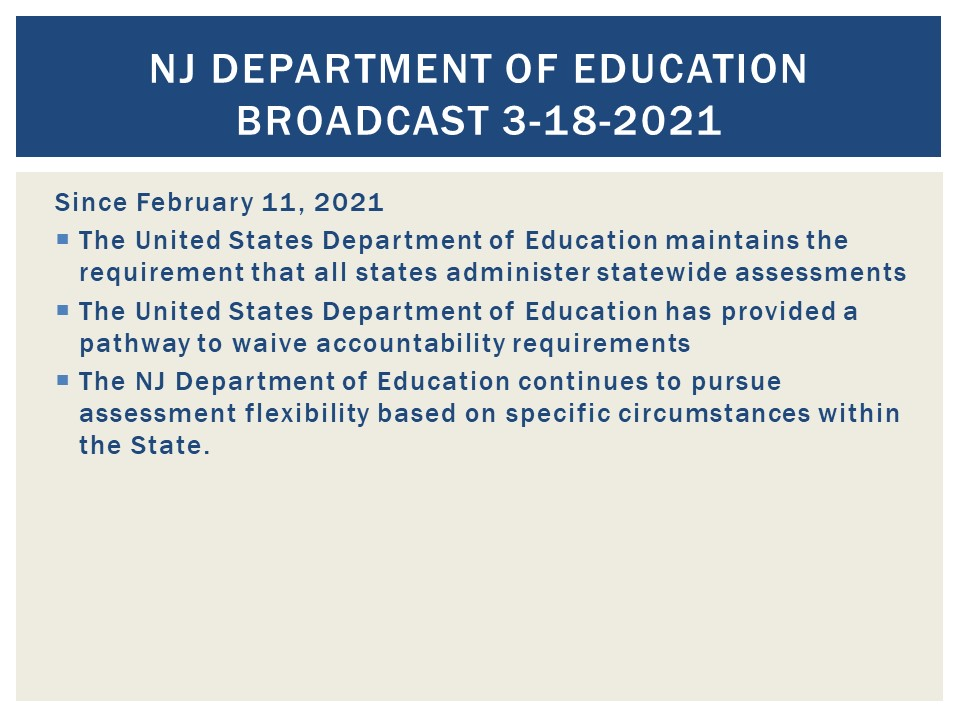 NJ DEPARTMENT OF EDUCATION
BROADCAST 3-18-2021
Since February 11, 2021
The United States Department of Education maintains the
requirement that all states administer statewide assessments
The United States Department of Education has provided a
pathway to waive accountability requirements
The NJ Department of Education continues to pursue
assessment flexibility based on specific circumstances within
the State.